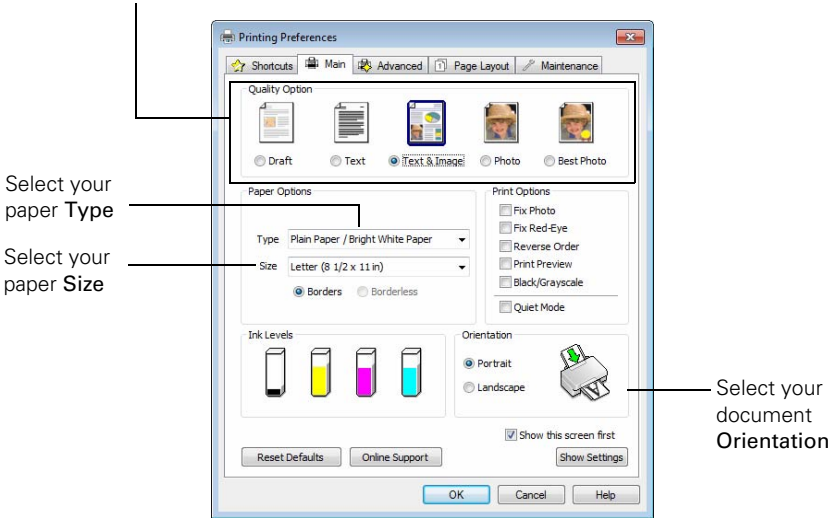 Printing Preferences
Shortcuts Main Advanced 1 Page Layout Maintenance
Quality Option
Draft Text Text & Image Photo Best Photo
Select your
paper Type
Select your
paper Size
Paper Options
Type Plain Paper / Bright White Paper
Size Letter (8 1/2 x 11 in)
Borders Borderless
Print Options
Fix Photo
Fix Red-Eye
Reverse Order
Print Preview
Black/Grayscale
Quiet Mode
Ink Levels
Orientation
Portrait
Landscape
Select your
document
Orientation
Show this screen first
Reset Defaults Online Support Show Settings
OK Cancel Help